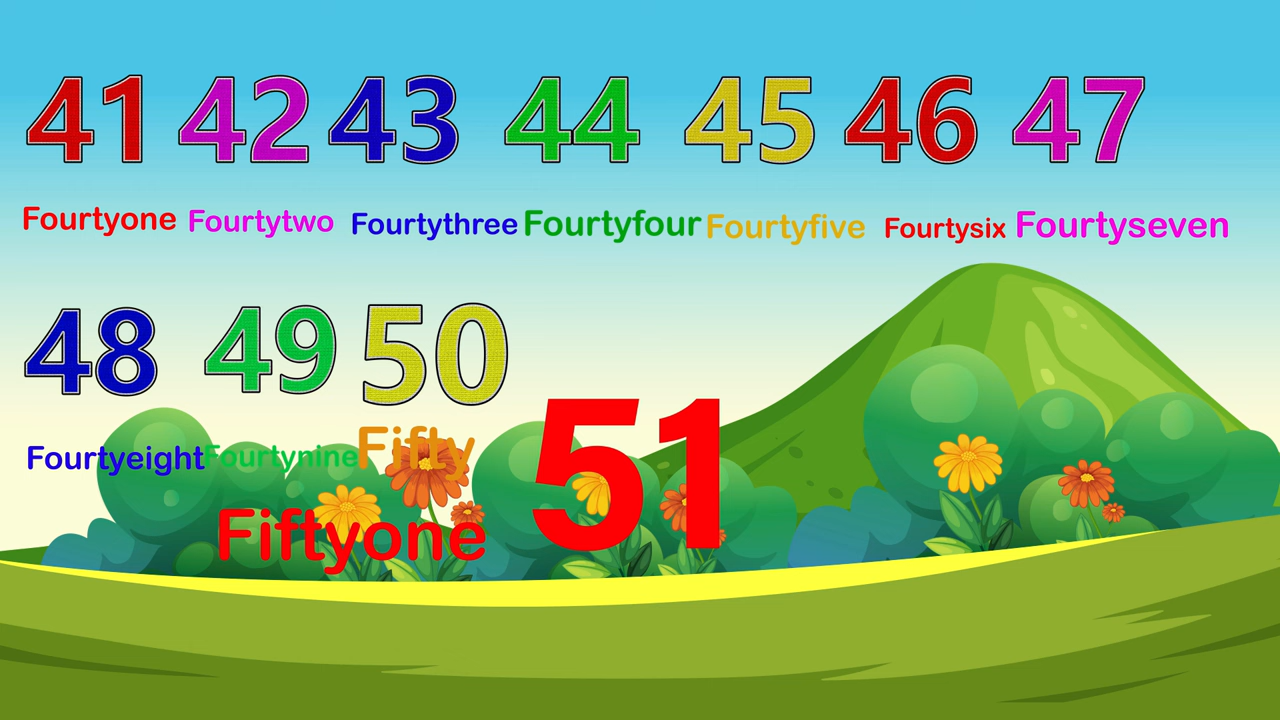 41 42 43 44 45 46 47
Fourtyone Fourtytwo Fourtythree Fourtyfour Fourtyfive Fourtysix Fourtyseven
48 49 50
51
Fourtyeight Fourtynine Fifty
Fiftyone